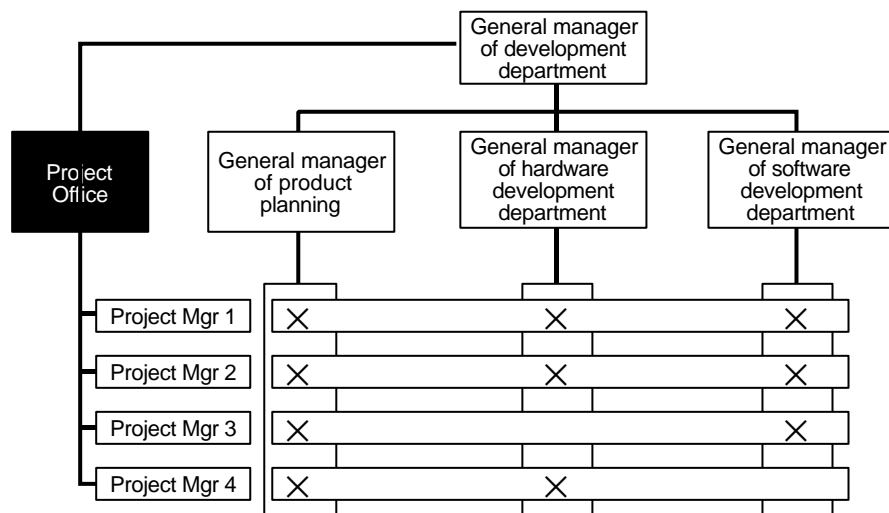 General manager
of development
department
Project
Office
General manager
of product
planning
General manager
of hardware
development
department
General manager
of software
development
department
Project Mgr 1
Project Mgr 2
Project Mgr 3
Project Mgr 4